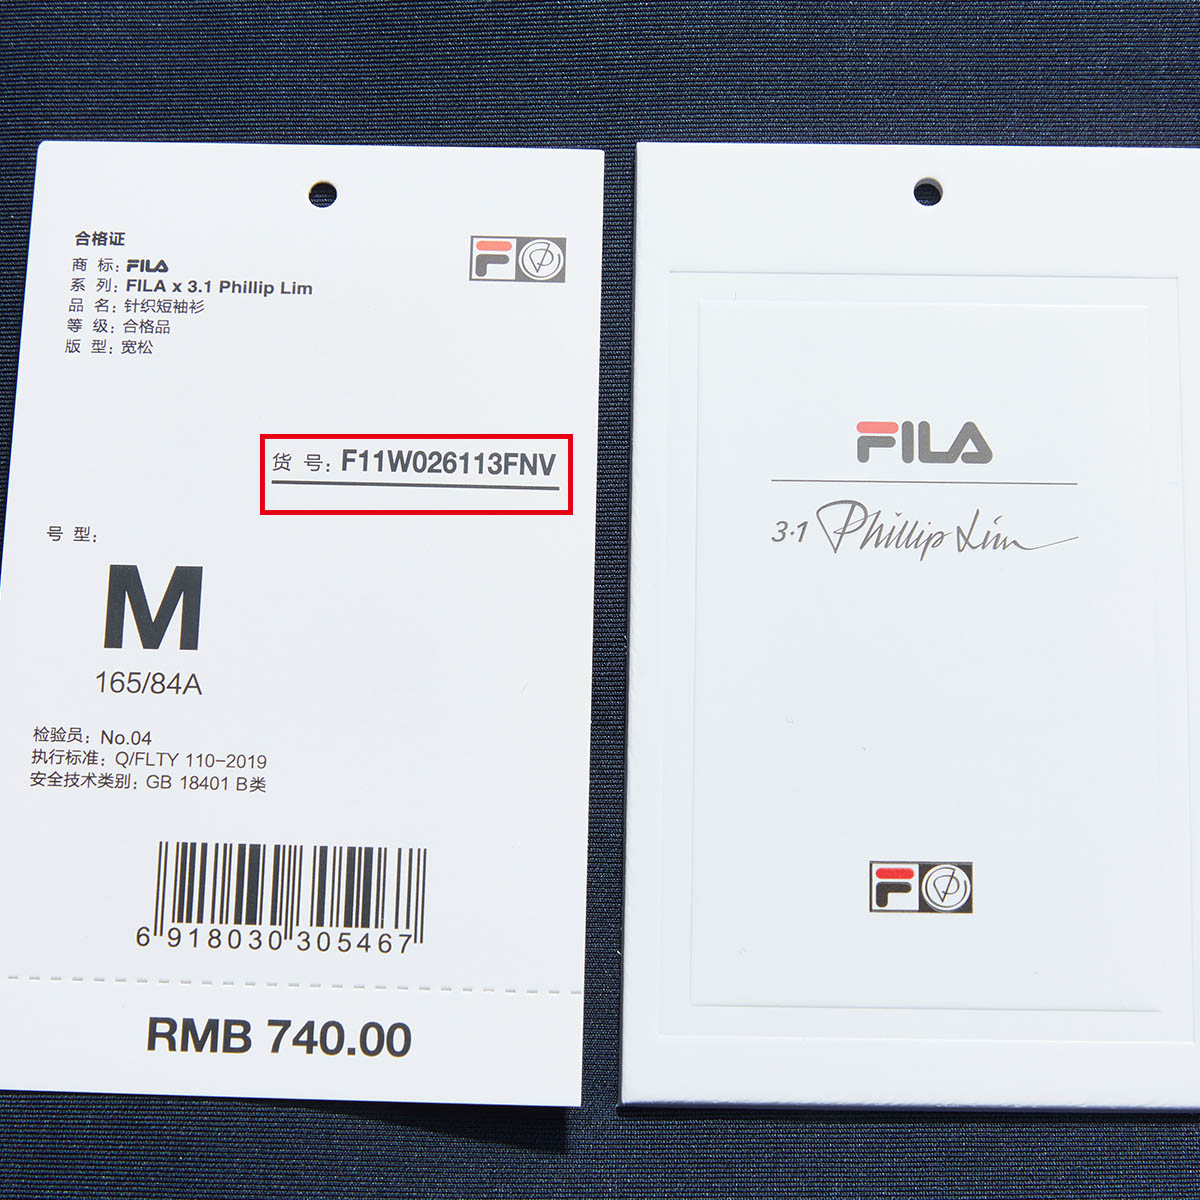 合格证
商 标: FILA
系 列: FILA x 3.1 Phillip Lim
品 名: 针织短袖衫
等 级: 合格品
版 型: 宽松
货 号: F11W026113FNV
号 型:
M
165/84A
检验员: No.04
执行标准: Q/FLTY 110-2019
安全技术类别: GB 18401 B类
6 918030 305467
RMB 740.00
FILA
3.1 Phillip Lim